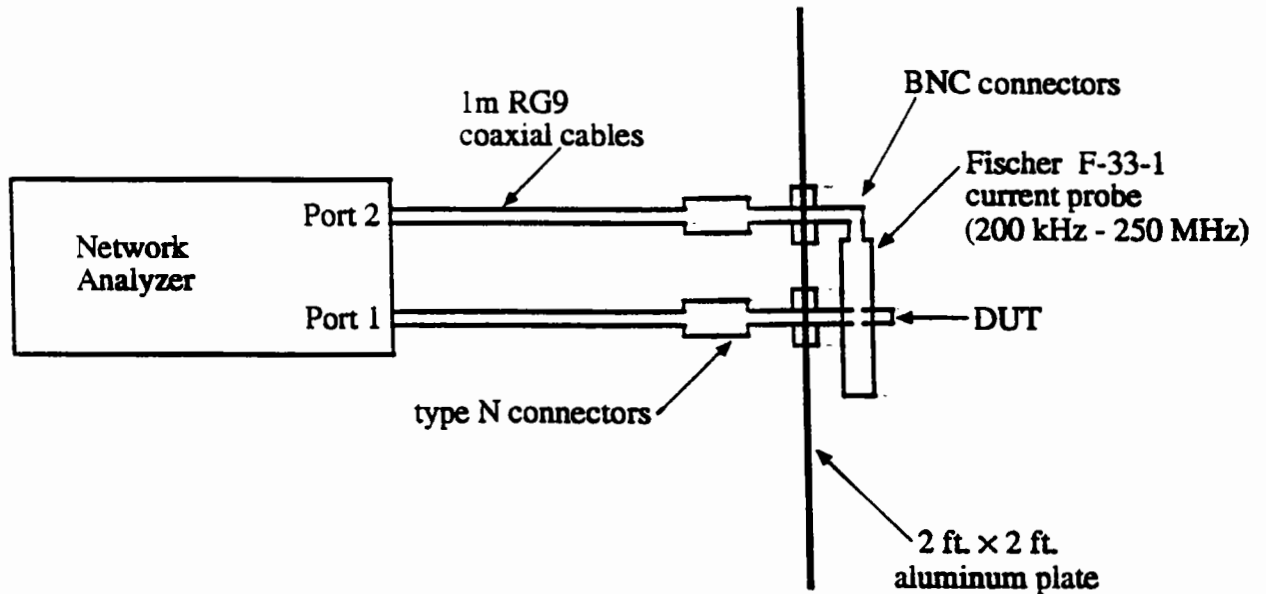 1m RG9
coaxial cables
BNC connectors
Fischer F-33-1
current probe
(200 kHz - 250 MHz)
Network
Analyzer
Port 2
Port 1
DUT
type N connectors
2 ft. × 2 ft.
aluminum plate